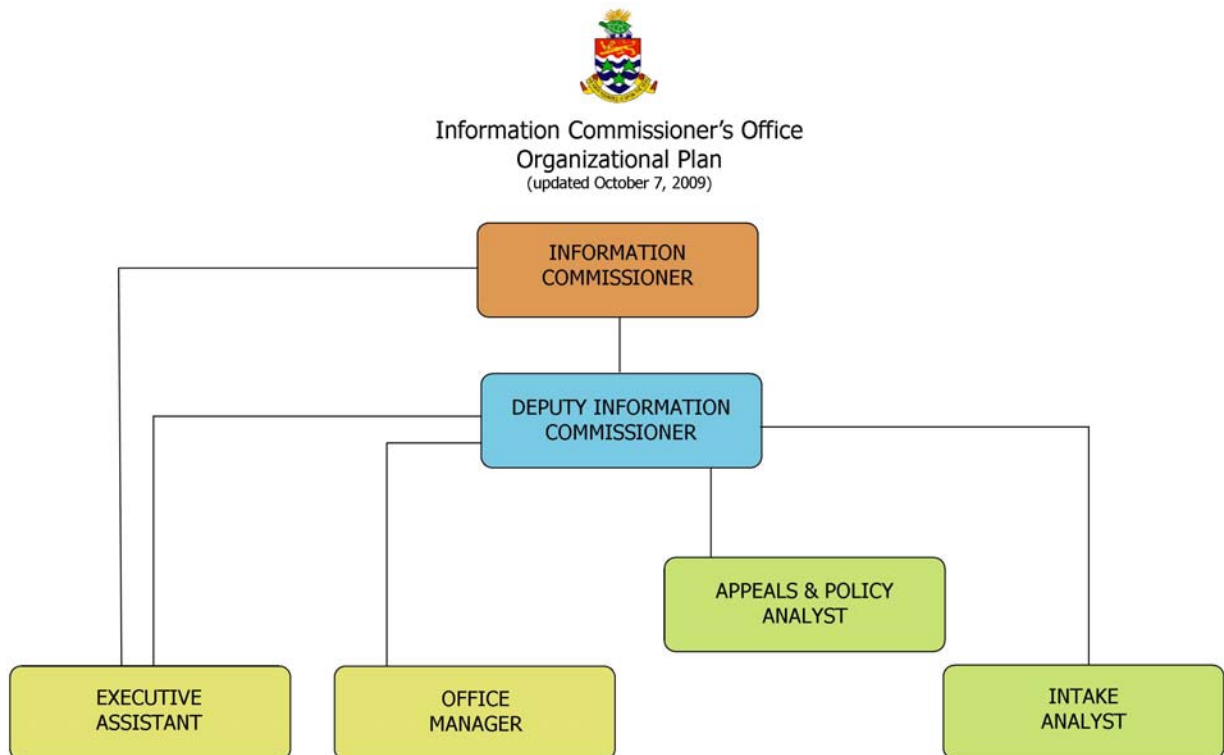 Information Commissioner's Office
Organizational Plan
(updated October 7, 2009)
INFORMATION
COMMISSIONER
DEPUTY INFORMATION
COMMISSIONER
APPEALS & POLICY
ANALYST
EXECUTIVE
ASSISTANT
OFFICE
MANAGER
INTAKE
ANALYST